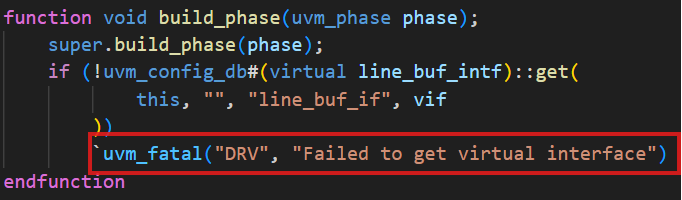 function void build_phase(uvm_phase phase);
super.build_phase(phase);
if (!uvm_config_db#(virtual line_buf_intf)::get(
this, "", "line_buf_if", vif
))
`uvm_fatal("DRV", "Failed to get virtual interface")
endfunction